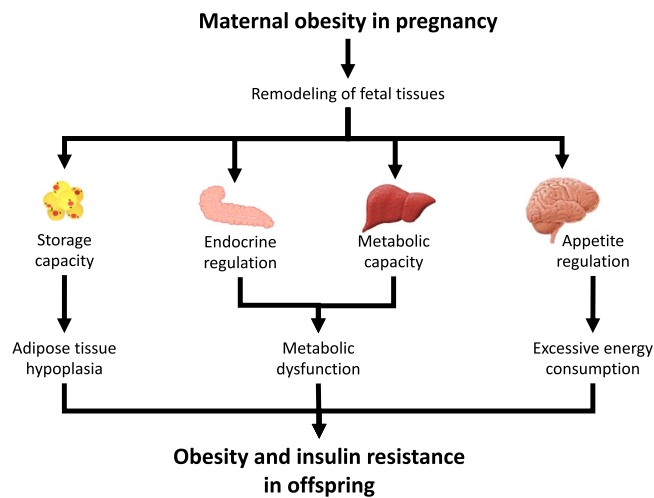 Maternal obesity in pregnancy
Remodeling of fetal tissues
Storage
capacity
Endocrine
regulation
Metabolic
capacity
Appetite
regulation
Adipose tissue
hypoplasia
Metabolic
dysfunction
Excessive energy
consumption
Obesity and insulin resistance
in offspring